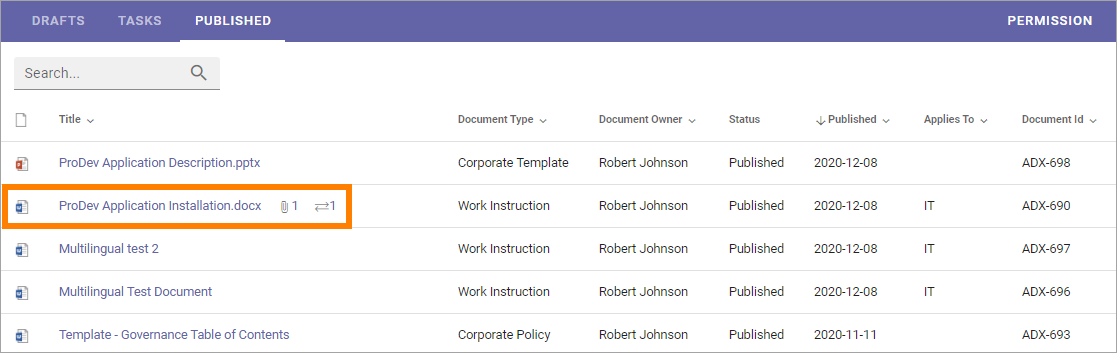 DRAFTS TASKS PUBLISHED PERMISSION
Search...
Title Document Type Document Owner Status Published Applies To Document Id
ProDev Application Description.pptx Corporate Template Robert Johnson Published 2020-12-08 ADX-698
ProDev Application Installation.docx 1 1 Work Instruction Robert Johnson Published 2020-12-08 IT ADX-690
Multilingual test 2 Work Instruction Robert Johnson Published 2020-12-08 IT ADX-697
Multilingual Test Document Work Instruction Robert Johnson Published 2020-12-08 IT ADX-696
Template - Governance Table of Contents Corporate Policy Robert Johnson Published 2020-11-11 ADX-693